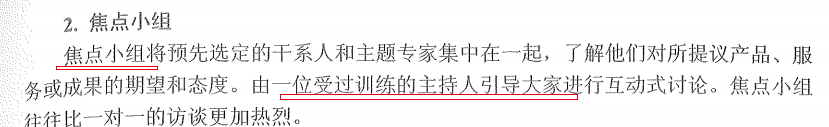 2. 焦点小组
焦点小组将预先选定的干系人和主题专家集中在一起，了解他们对所提议产品、服
务或成果的期望和态度。由一位受过训练的主持人引导大家进行互动式讨论。焦点小组
往往比一对一的访谈更加热烈。